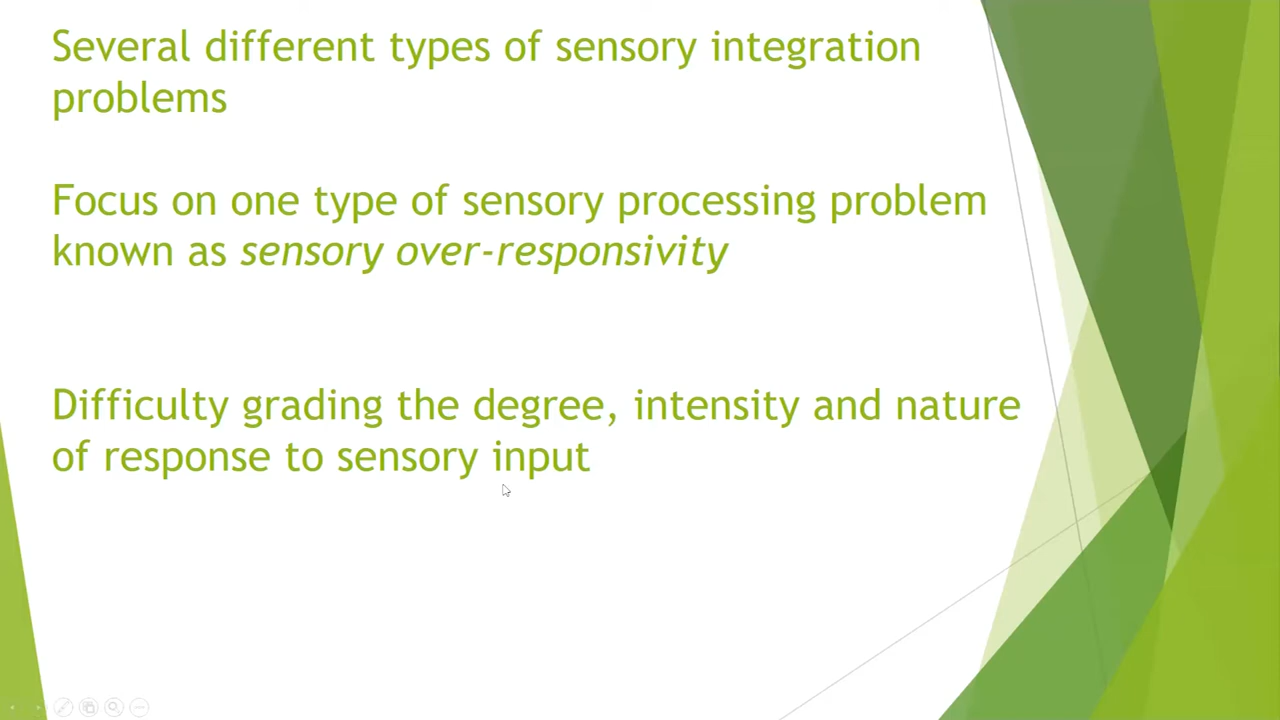 Several different types of sensory integration
problems
Focus on one type of sensory processing problem
known as sensory over-responsivity
Difficulty grading the degree, intensity and nature
of response to sensory input